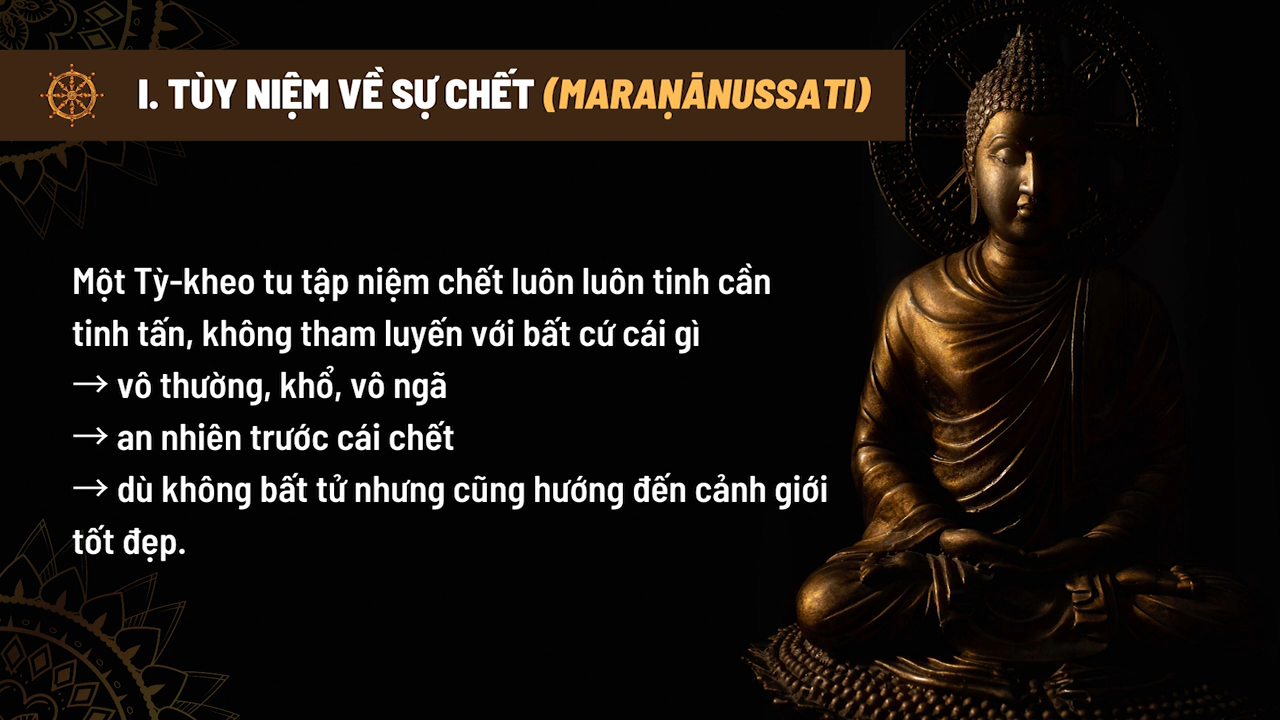 I. TÙY NIỆM VỀ SỰ CHẾT (MARAṆĀNUSSATI)
Một Tỳ-kheo tu tập niệm chết luôn luôn tinh cần
tinh tấn, không tham luyến với bất cứ cái gì
→ vô thường, khổ, vô ngã
→ an nhiên trước cái chết
→ dù không bất tử nhưng cũng hướng đến cảnh giới
tốt đẹp.